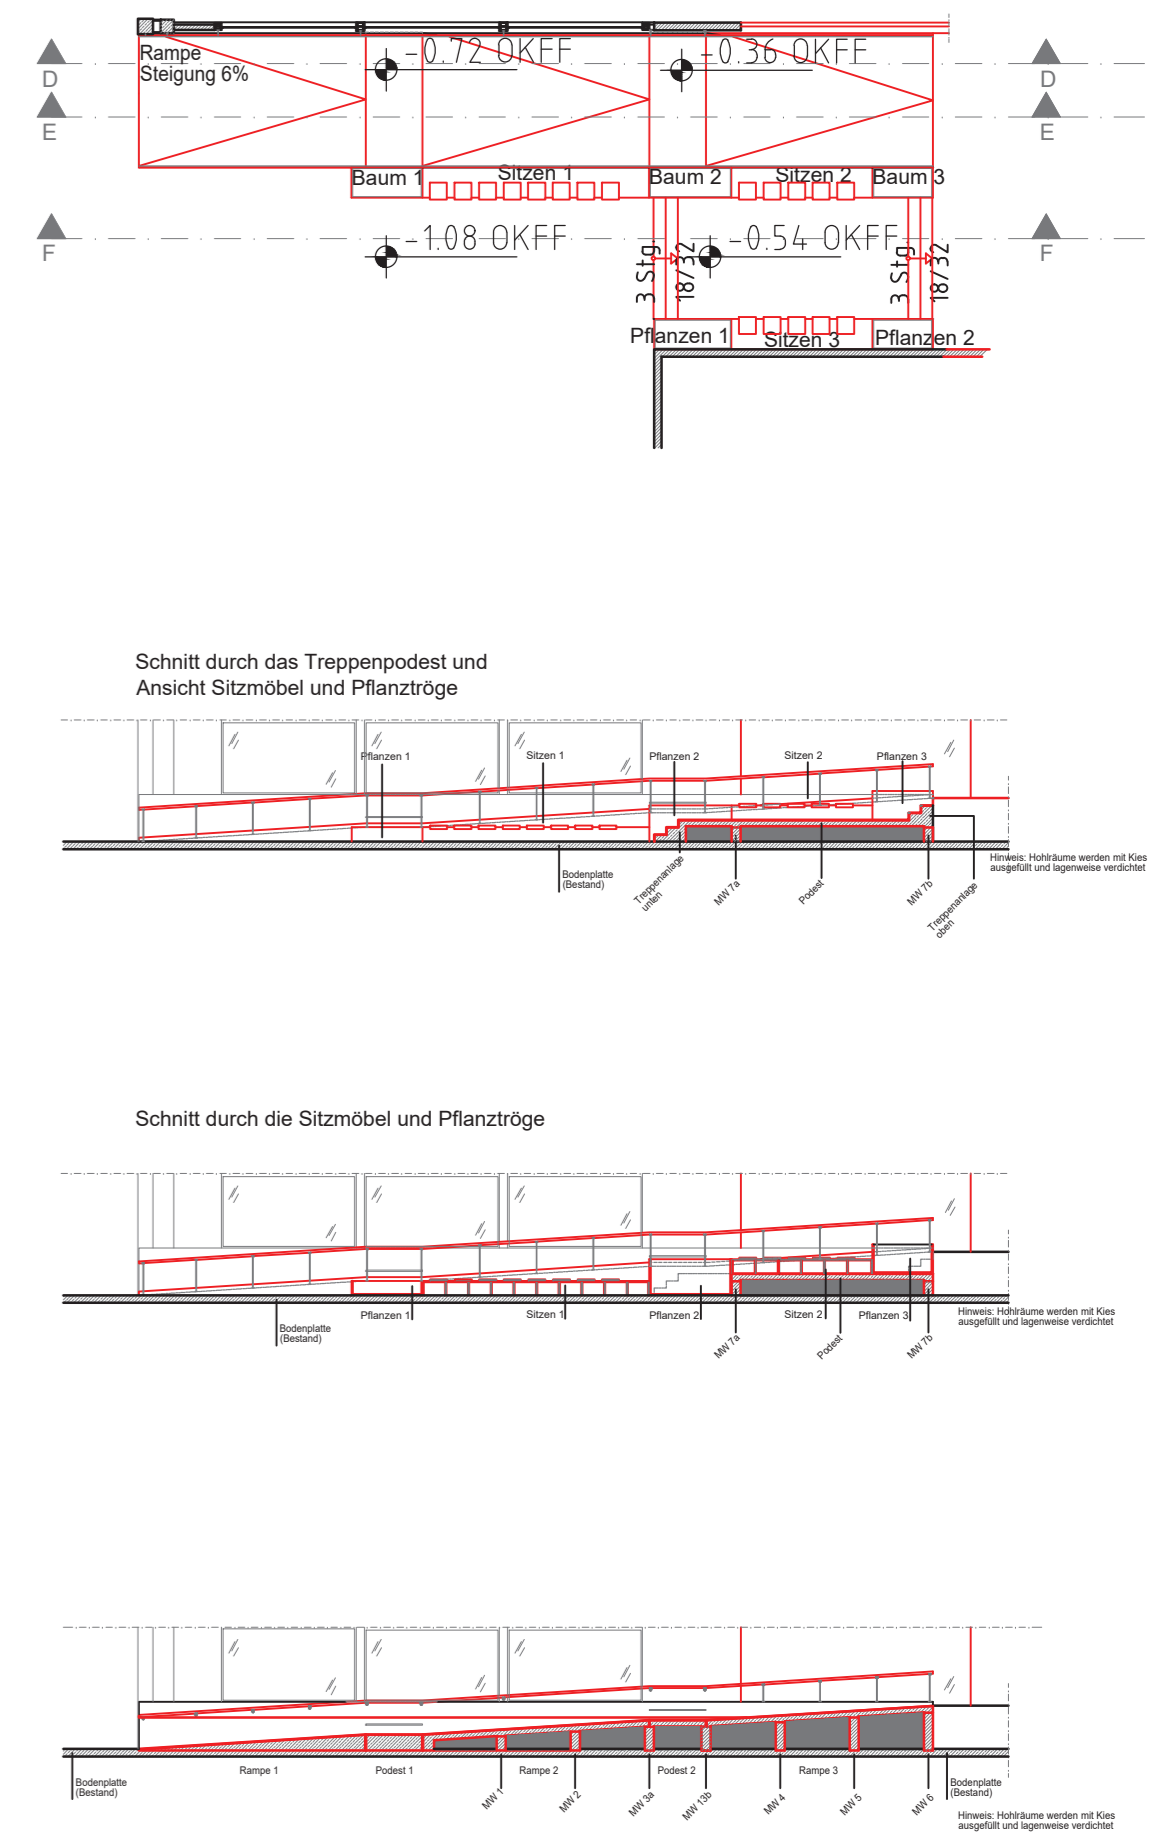 Rampe
Steigung 6%
-0.72 OKFF
-0.36 OKFF
D
D
E
E
Baum 1
Sitzen 1
Baum 2
Sitzen 2
Baum 3
F
F
-1.08 OKFF
-0.54 OKFF
3 Stg.
18/32
3 Stg.
18/32
Pflanzen 1
Sitzen 3
Pflanzen 2
Schnitt durch das Treppenpodest und
Ansicht Sitzmöbel und Pflanztröge
Pflanzen 1
Sitzen 1
Pflanzen 2
Sitzen 2
Pflanzen 3
Bodenplatte
(Bestand)
Treppenanlage
unten
MW 7a
Podest
MW 7b
Treppenanlage
oben
Hinweis: Hohlräume werden mit Kies
ausgefüllt und lagenweise verdichtet
Schnitt durch die Sitzmöbel und Pflanztröge
Pflanzen 1
Sitzen 1
Pflanzen 2
Sitzen 2
Pflanzen 3
Bodenplatte
(Bestand)
MW 7a
Podest
MW 7b
Hinweis: Hohlräume werden mit Kies
ausgefüllt und lagenweise verdichtet
Rampe 1
Podest 1
Rampe 2
Podest 2
Rampe 3
Bodenplatte
(Bestand)
MW 1
MW 2
MW 3a
MW 13b
MW 4
MW 5
MW 6
Bodenplatte
(Bestand)
Hinweis: Hohlräume werden mit Kies
ausgefüllt und lagenweise verdichtet